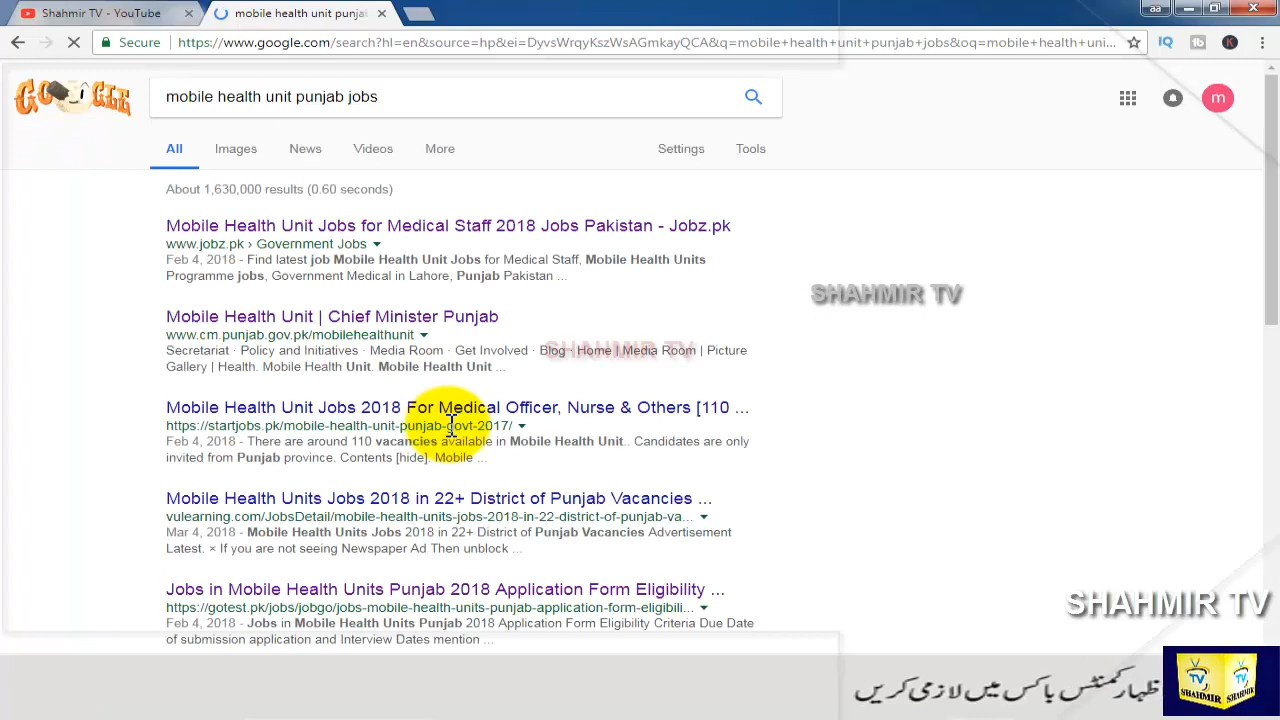 Shahmir TV - YouTube
mobile health unit punjab
aa
Secure
https://www.google.com/search?hl=en&source=hp&ei=DyvsWrqyKszWsAGmkayQCA&q=mobile+health+unit+punjab+jobs&oq=mobile+health+uni...
IQ
K
GOOGLE
mobile health unit punjab jobs
m
All
Images
News
Videos
More
Settings
Tools
About 1,630,000 results (0.60 seconds)
Mobile Health Unit Jobs for Medical Staff 2018 Jobs Pakistan - Jobz.pk
www.jobz.pk › Government Jobs
Feb 4, 2018 - Find latest job Mobile Health Unit Jobs for Medical Staff, Mobile Health Units
Programme jobs, Government Medical in Lahore, Punjab Pakistan ...
SHAHMIR TV
Mobile Health Unit | Chief Minister Punjab
www.cm.punjab.gov.pk/mobilehealthunit
Secretariat · Policy and Initiatives · Media Room · Get Involved · Blog | Home | Media Room | Picture
SHAHMIR TV
Gallery | Health. Mobile Health Unit. Mobile Health Unit ...
Mobile Health Unit Jobs 2018 For Medical Officer, Nurse & Others [110 ...
https://startjobs.pk/mobile-health-unit-punjab-govt-2017/
Feb 4, 2018 - There are around 110 vacancies available in Mobile Health Unit.. Candidates are only
invited from Punjab province. Contents [hide]. Mobile ...
Mobile Health Units Jobs 2018 in 22+ District of Punjab Vacancies ...
vulearning.com/JobsDetail/mobile-health-units-jobs-2018-in-22-district-of-punjab-va...
Mar 4, 2018 - Mobile Health Units Jobs 2018 in 22+ District of Punjab Vacancies Advertisement
Latest. × If you are not seeing Newspaper Ad Then unblock ...
Jobs in Mobile Health Units Punjab 2018 Application Form Eligibility ...
https://gotest.pk/jobs/jobgo/jobs-mobile-health-units-punjab-application-form-eligibili...
Feb 4, 2018 - Jobs in Mobile Health Units Punjab 2018 Application Form Eligibility Criteria Due Date
of submission application and Interview Dates mention ...
SHAHMIR TV
ظہار کمنٹس باکس میں لازمی کریں
TV
SHAHMIR
TV
SHAHMIR